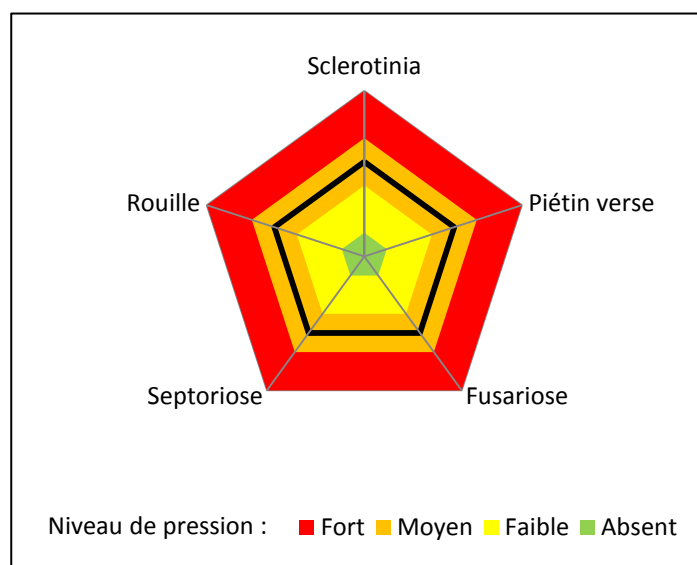 Sclerotinia
Rouille
Piétin verse
Septoriose
Fusariose
Niveau de pression : Fort Moyen Faible Absent